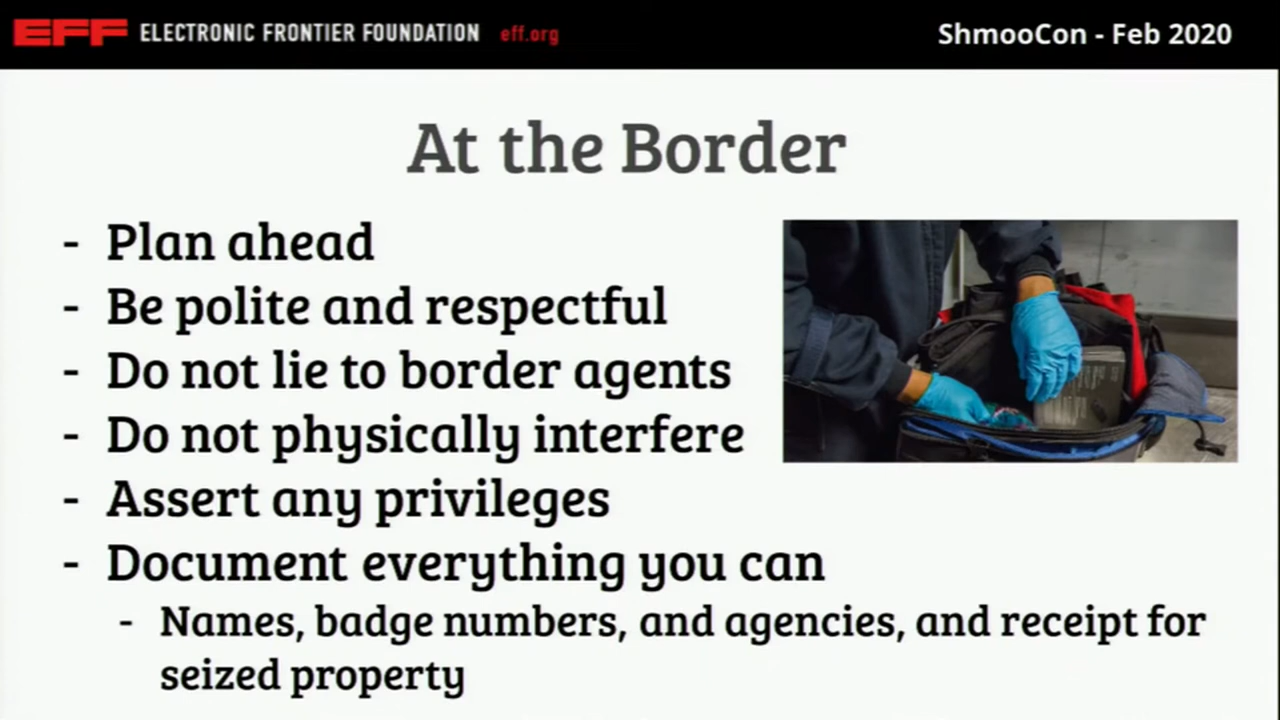 EFF ELECTRONIC FRONTIER FOUNDATION eff.org
ShmooCon - Feb 2020
At the Border
- Plan ahead
- Be polite and respectful
- Do not lie to border agents
- Do not physically interfere
- Assert any privileges
- Document everything you can
- Names, badge numbers, and agencies, and receipt for
seized property